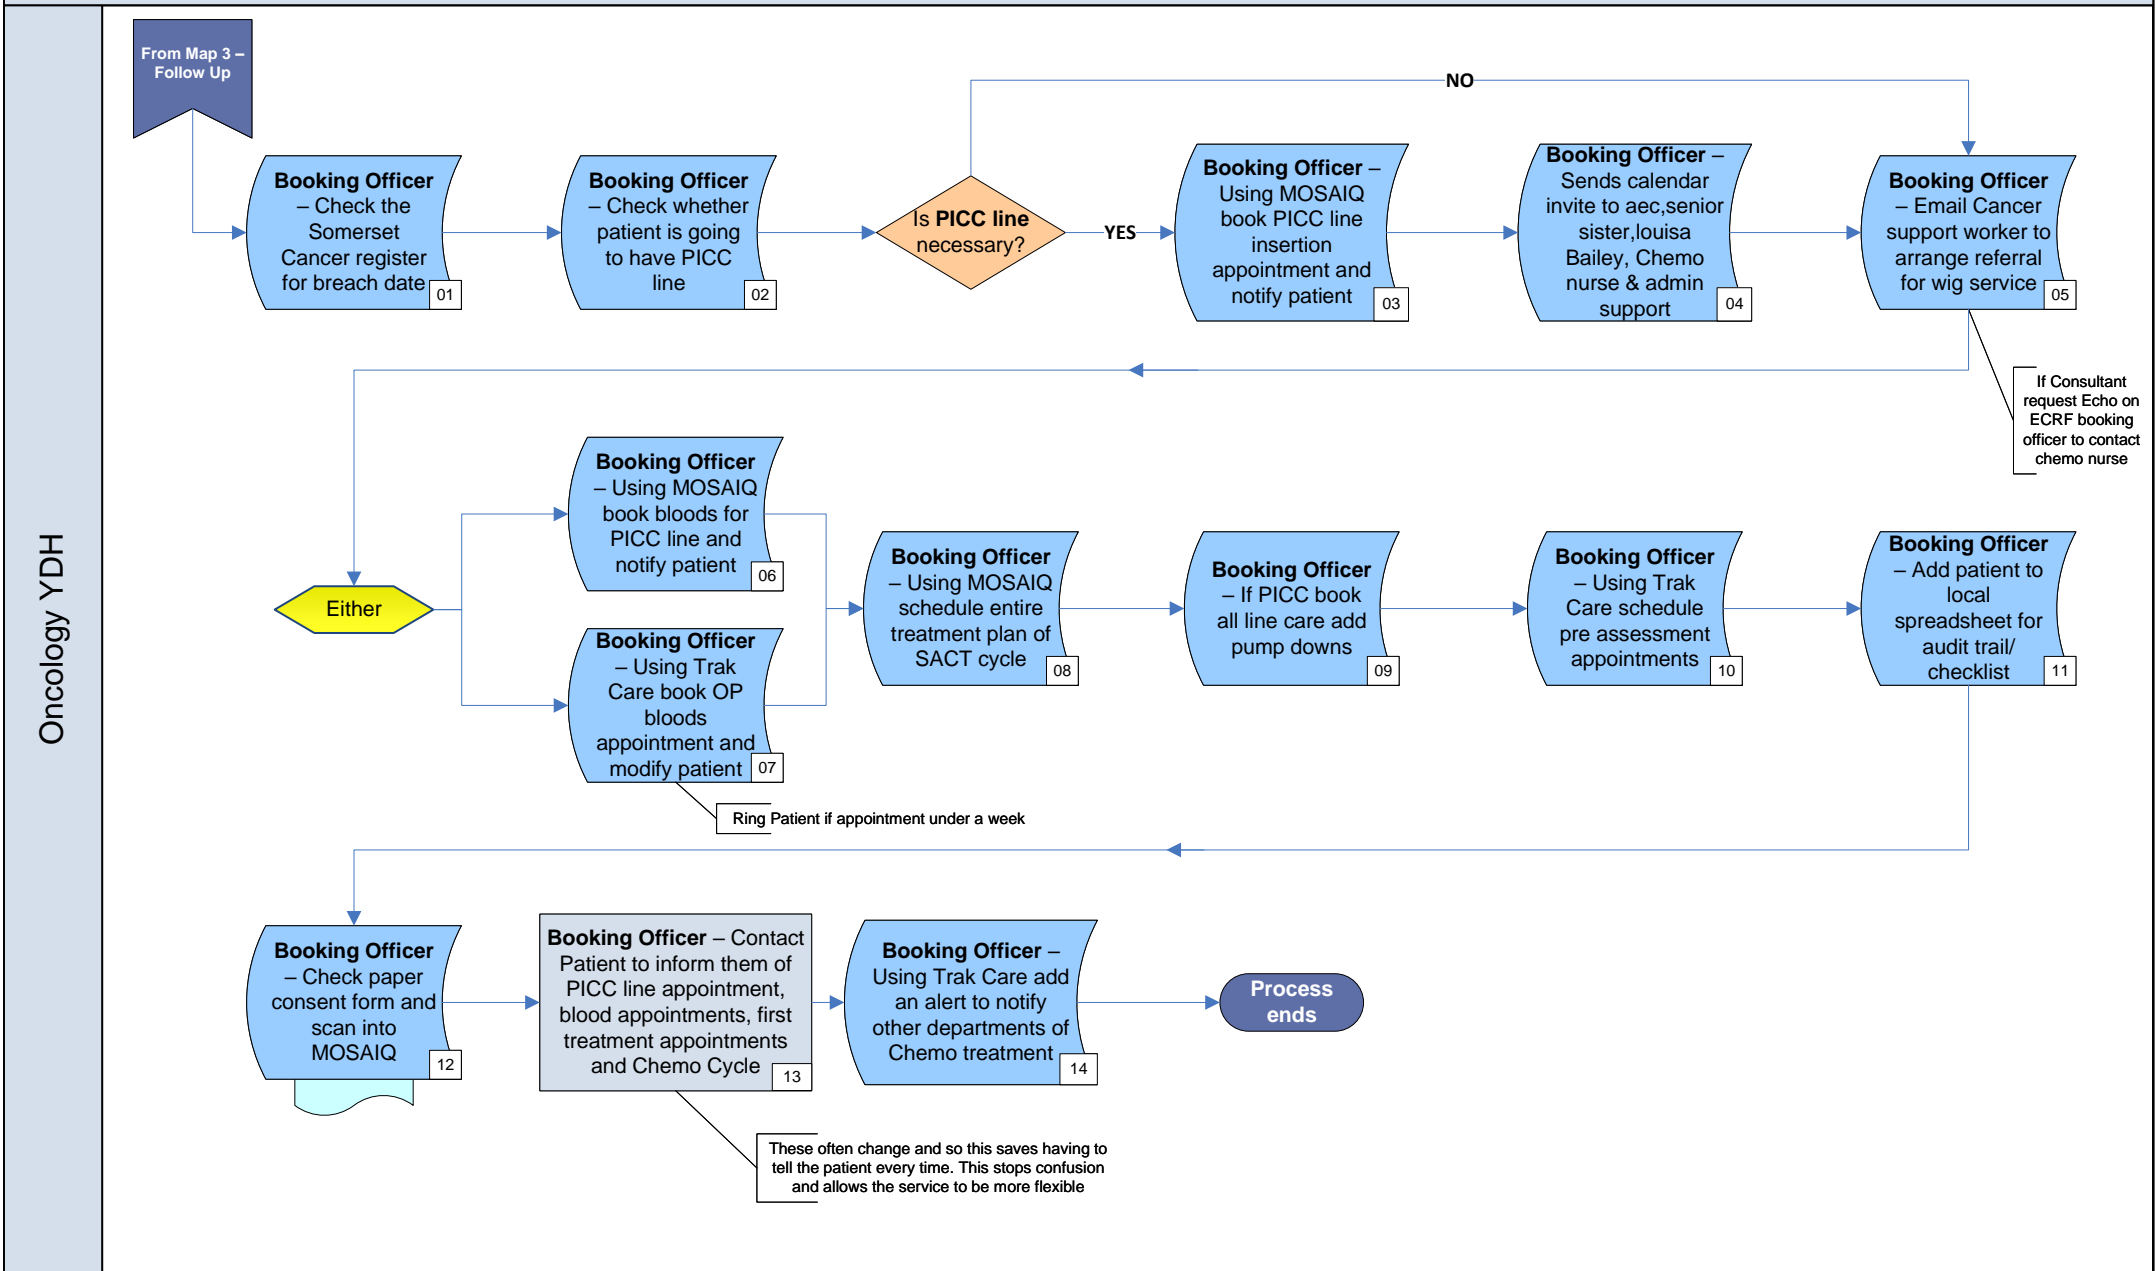 Oncology YDH
From Map 3 –
Follow Up
Booking Officer
– Check the
Somerset
Cancer register
for breach date
01
Booking Officer
– Check whether
patient is going
to have PICC
line
02
Is PICC line
necessary?
NO
YES
Booking Officer –
Using MOSAIQ
book PICC line
insertion
appointment and
notify patient
03
Booking Officer –
Sends calendar
invite to aec,senior
sister,louisa
Bailey, Chemo
nurse & admin
support
04
Booking Officer
– Email Cancer
support worker to
arrange referral
for wig service
05
If Consultant
request Echo on
ECRF booking
officer to contact
chemo nurse
Either
Booking Officer
– Using MOSAIQ
book bloods for
PICC line and
notify patient
06
Booking Officer
– Using Trak
Care book OP
bloods
appointment and
modify patient
07
Ring Patient if appointment under a week
Booking Officer
– Using MOSAIQ
schedule entire
treatment plan of
SACT cycle
08
Booking Officer
– If PICC book
all line care add
pump downs
09
Booking Officer
– Using Trak
Care schedule
pre assessment
appointments
10
Booking Officer
– Add patient to
local
spreadsheet for
audit trail/
checklist
11
Booking Officer
– Check paper
consent form and
scan into
MOSAIQ
12
Booking Officer – Contact
Patient to inform them of
PICC line appointment,
blood appointments, first
treatment appointments
and Chemo Cycle
13
These often change and so this saves having to
tell the patient every time. This stops confusion
and allows the service to be more flexible
Booking Officer –
Using Trak Care add
an alert to notify
other departments of
Chemo treatment
14
Process
ends